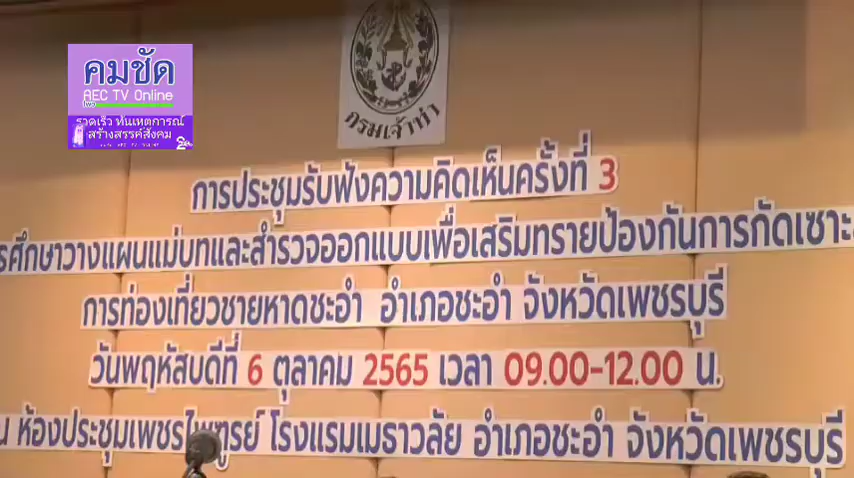 คมชัด
AEC TV Online
รวดเร็ว ทันเหตุการณ์
สร้างสรรค์สังคม
กรมเจ้าท่า
การประชุมรับฟังความคิดเห็นครั้งที่ 3
รศึกษาวางแผนแม่บทและสำรวจออกแบบเพื่อเสริมทรายป้องกันการกัดเซาะ
การท่องเที่ยวชายหาดชะอำ อำเภอชะอำ จังหวัดเพชรบุรี
วันพฤหัสบดีที่ 6 ตุลาคม 2565 เวลา 09.00-12.00 น.
ณ ห้องประชุมเพชรไพฑูรย์ โรงแรมเมธาวลัย อำเภอชะอำ จังหวัดเพชรบุรี